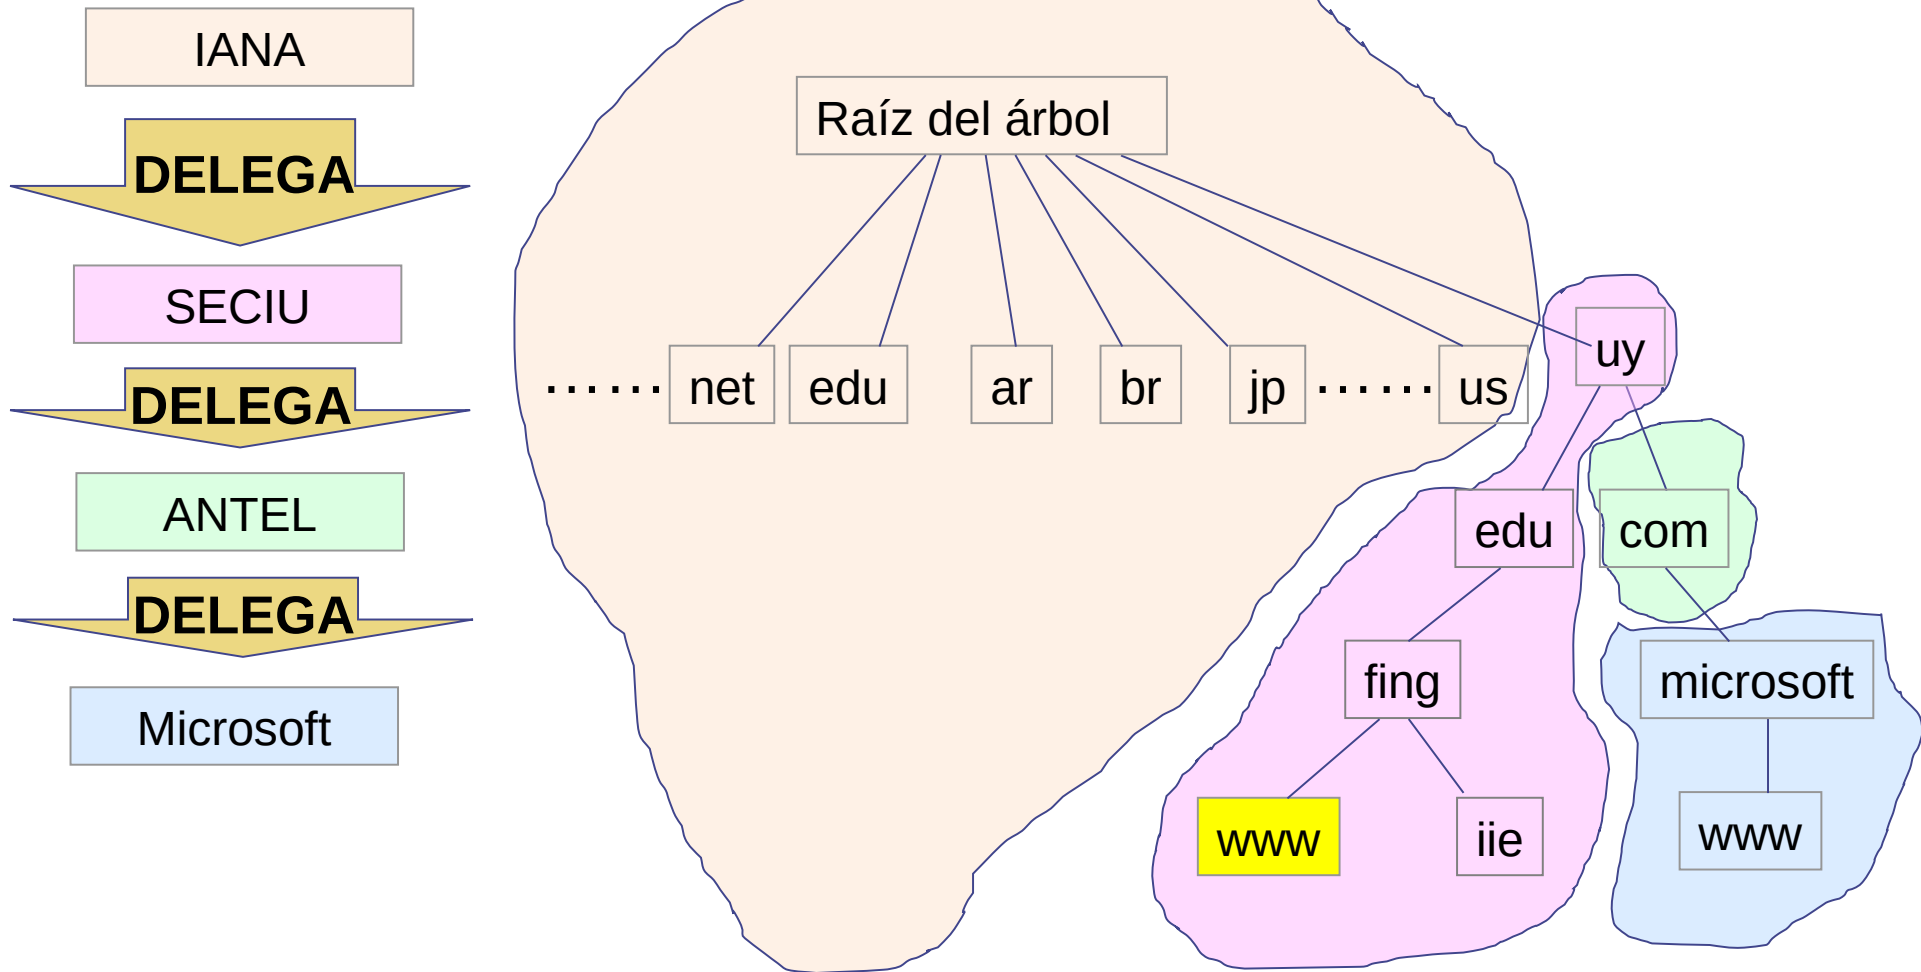 IANA
DELEGA
SECIU
DELEGA
ANTEL
DELEGA
Microsoft
Raíz del árbol
...... net edu ar br jp ...... us
uy
edu com
fing microsoft
www iie www